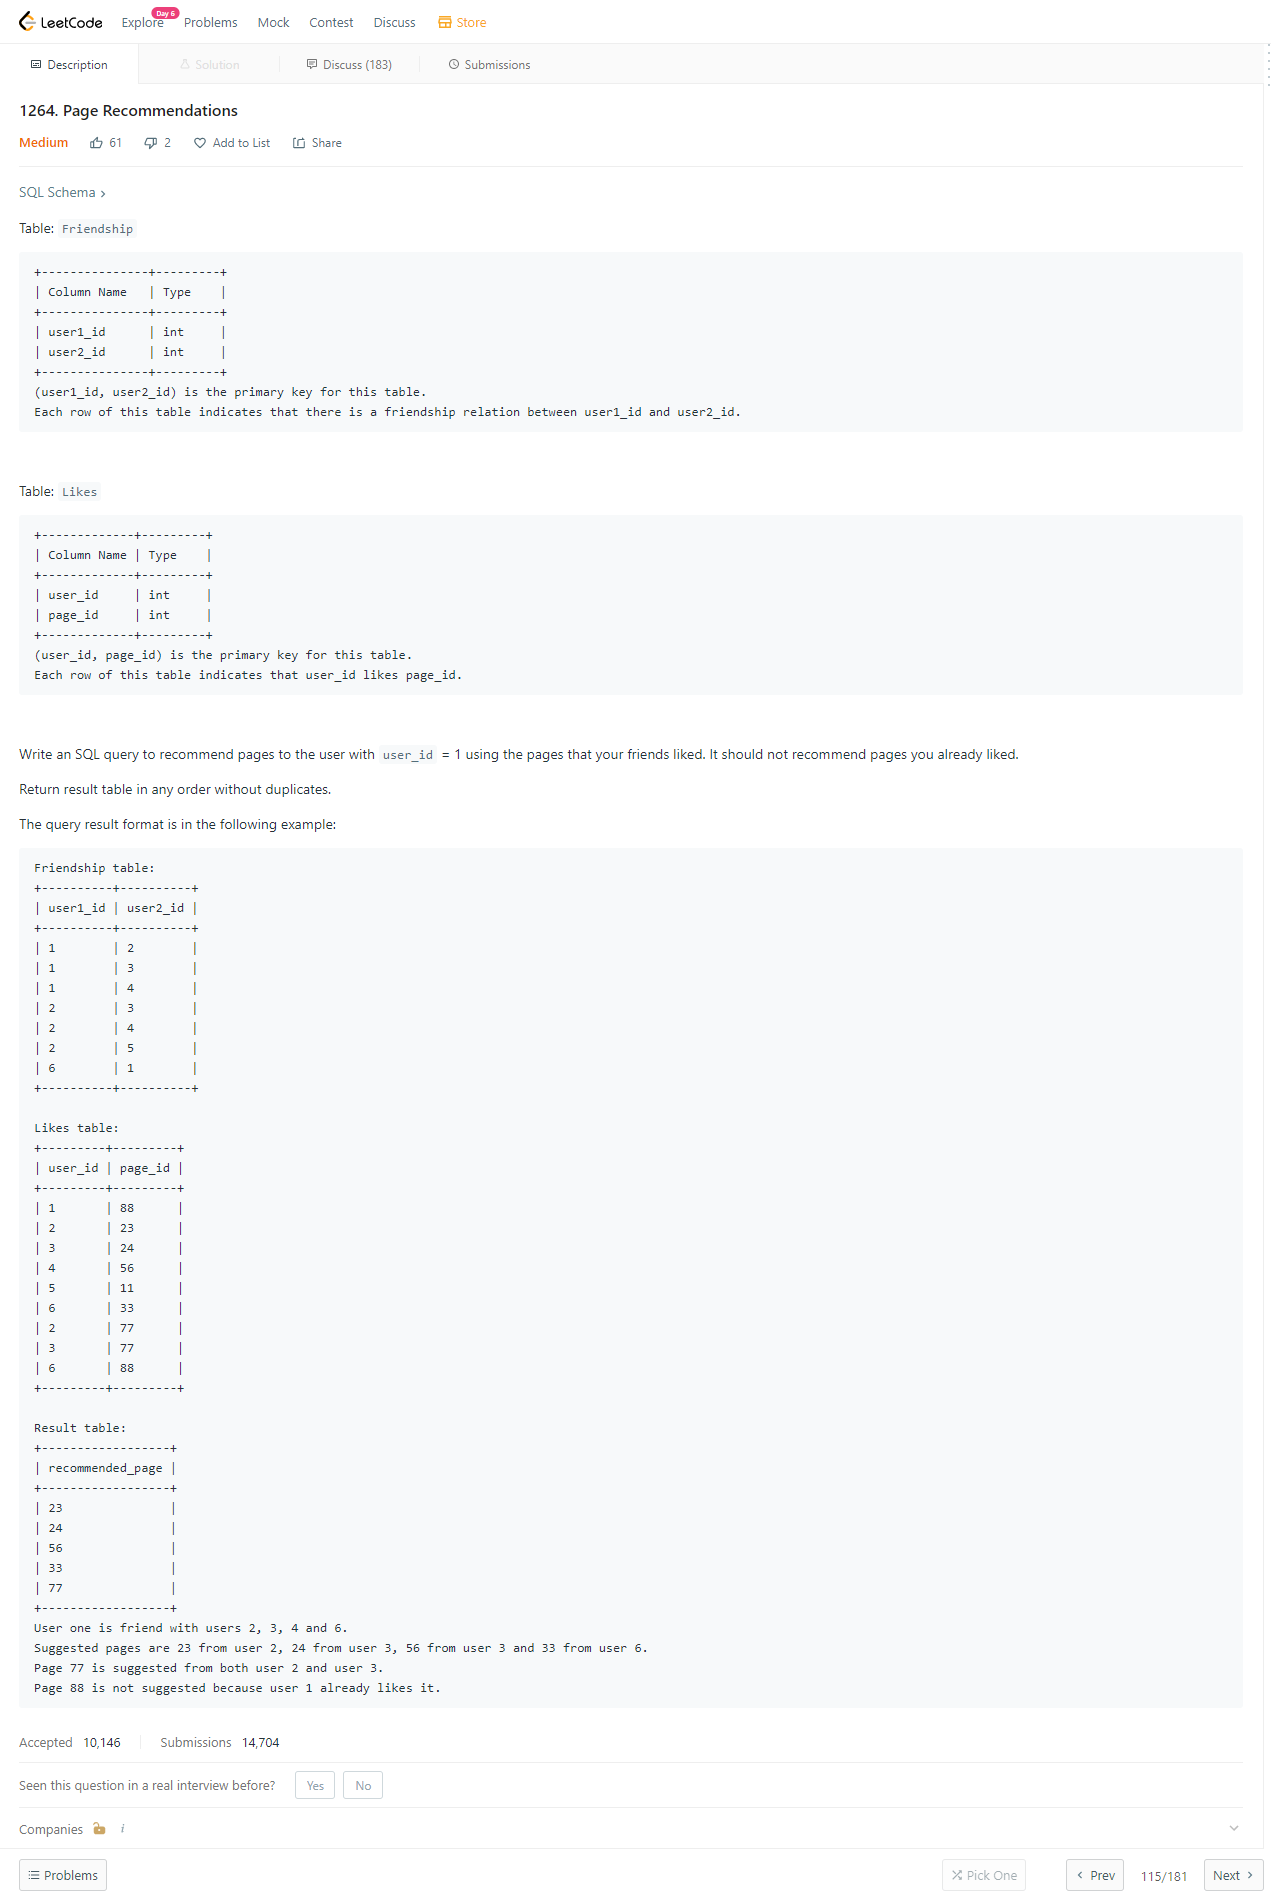 LeetCode Explore Day 6 Problems Mock Contest Discuss Store
Description Solution Discuss (183) Submissions
1264. Page Recommendations
Medium 61 2 Add to List Share
SQL Schema >
Table: Friendship
+---------------+---------+
| Column Name   | Type    |
+---------------+---------+
| user1_id      | int     |
| user2_id      | int     |
+---------------+---------+
(user1_id, user2_id) is the primary key for this table.
Each row of this table indicates that there is a friendship relation between user1_id and user2_id.
Table: Likes
+-------------+---------+
| Column Name | Type    |
+-------------+---------+
| user_id     | int     |
| page_id     | int     |
+-------------+---------+
(user_id, page_id) is the primary key for this table.
Each row of this table indicates that user_id likes page_id.
Write an SQL query to recommend pages to the user with user_id = 1 using the pages that your friends liked. It should not recommend pages you already liked.
Return result table in any order without duplicates.
The query result format is in the following example:
Friendship table:
+----------+----------+
| user1_id | user2_id |
+----------+----------+
| 1        | 2        |
| 1        | 3        |
| 1        | 4        |
| 2        | 3        |
| 2        | 4        |
| 2        | 5        |
| 6        | 1        |
+----------+----------+
Likes table:
+---------+---------+
| user_id | page_id |
+---------+---------+
| 1       | 88      |
| 2       | 23      |
| 3       | 24      |
| 4       | 56      |
| 5       | 11      |
| 6       | 33      |
| 2       | 77      |
| 3       | 77      |
| 6       | 88      |
+---------+---------+
Result table:
+------------------+
| recommended_page |
+------------------+
| 23               |
| 24               |
| 56               |
| 33               |
| 77               |
+------------------+
User one is friend with users 2, 3, 4 and 6.
Suggested pages are 23 from user 2, 24 from user 3, 56 from user 3 and 33 from user 6.
Page 77 is suggested from both user 2 and user 3.
Page 88 is not suggested because user 1 already likes it.
Accepted 10,146 Submissions 14,704
Seen this question in a real interview before? Yes No
Companies i
Problems Pick One < Prev 115/181 Next >